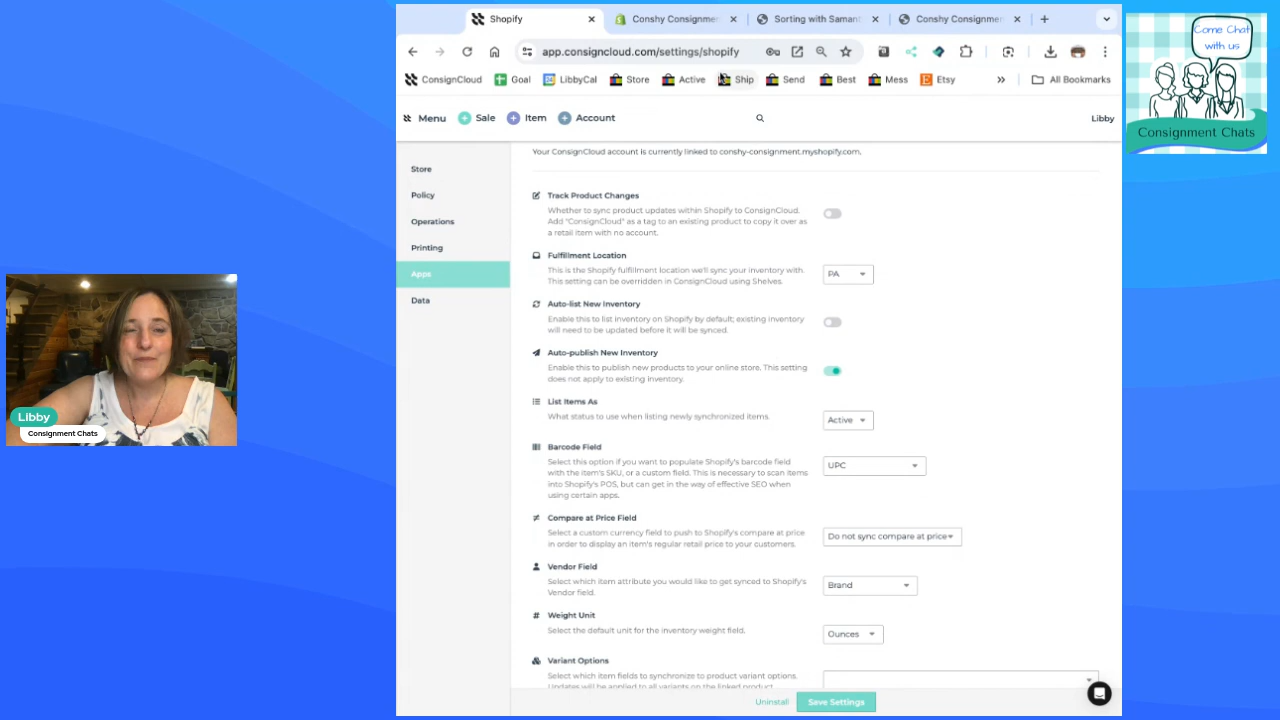 Shopify
Conshy Consignmen
Sorting with Samant
Conshy Consignmen
app.consigncloud.com/settings/shopify
ConsignCloud
Goal
LibbyCal
Store
Active
Ship
Send
Best
Mess
Etsy
All Bookmarks
Menu
Sale
Item
Account
Libby
Come Chat
with us
Consignment Chats
Your ConsignCloud account is currently linked to conshy-consignment.myshopify.com.
Store
Policy
Operations
Printing
Apps
Data
Track Product Changes
Whether to sync product updates within Shopify to ConsignCloud.
Add "ConsignCloud" as a tag to an existing product to copy it over as
a retail item with no account.
Fulfillment Location
This is the Shopify fulfillment location we'll sync your inventory with.
This setting can be overridden in ConsignCloud using Shelves.
PA
Auto-list New Inventory
Enable this to list inventory on Shopify by default; existing inventory
will need to be updated before it will be synced.
Auto-publish New Inventory
Enable this to publish new products to your online store. This setting
does not apply to existing inventory.
List Items As
What status to use when listing newly synchronized items.
Active
Barcode Field
Select this option if you want to populate Shopify's barcode field
with the item's SKU, or a custom field. This is necessary to scan items
into Shopify's POS, but can get in the way of effective SEO when
using certain apps.
UPC
Compare at Price Field
Select a custom currency field to push to Shopify's compare at price
in order to display an item's regular retail price to your customers.
Do not sync compare at price
Vendor Field
Select which item attribute you would like to get synced to Shopify's
Vendor field.
Brand
Weight Unit
Select the default unit for the inventory weight field.
Ounces
Variant Options
Select which item fields to synchronize to product variant options.
Updates will be applied to all variants on the linked product
Uninstall
Save Settings
Libby
Consignment Chats